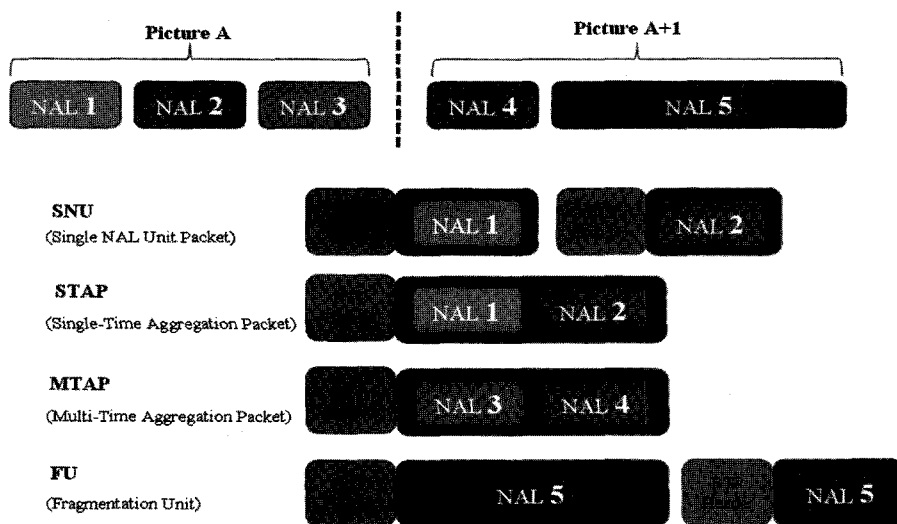 Picture A
Picture A+1
NAL 1
NAL 2
NAL 3
NAL 4
NAL 5
SNU
(Single NAL Unit Packet)
NAL 1
NAL 2
STAP
(Single-Time Aggregation Packet)
NAL 1
NAL 2
MTAP
(Multi-Time Aggregation Packet)
NAL 3
NAL 4
FU
(Fragmentation Unit)
NAL 5
NAL 5